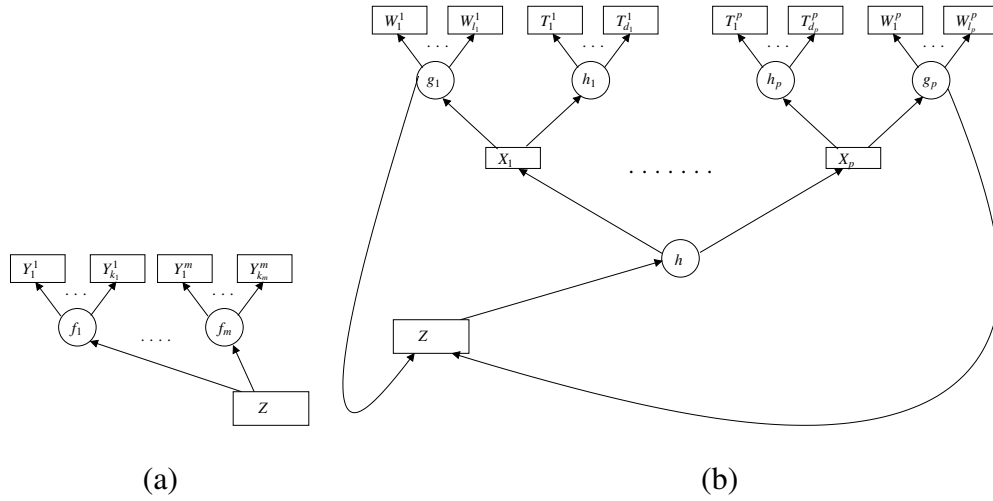 W_1^1 W_{l_1}^1 T_1^1 T_{d_1}^1 T_1^p T_{d_p}^p W_1^p W_{l_p}^p
. . . . . . . . . . . .
g_1 h_1 h_p g_p
X_1 . . . . . . . X_p
h
Y_1^1 Y_{k_1}^1 Y_1^m Y_{k_m}^m
. . . . . .
f_1 . . . . f_m
Z
Z
(a) (b)